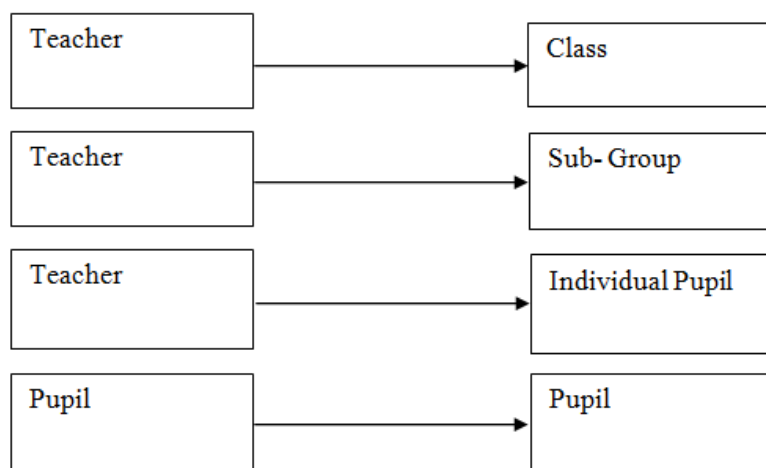 Teacher
Class
Teacher
Sub- Group
Teacher
Individual Pupil
Pupil
Pupil